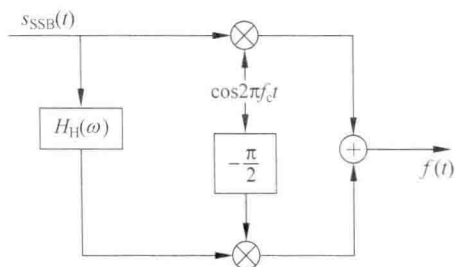 s_SSB(t)
cos2πf_ct
H_H(ω)
-π/2
+
f(t)